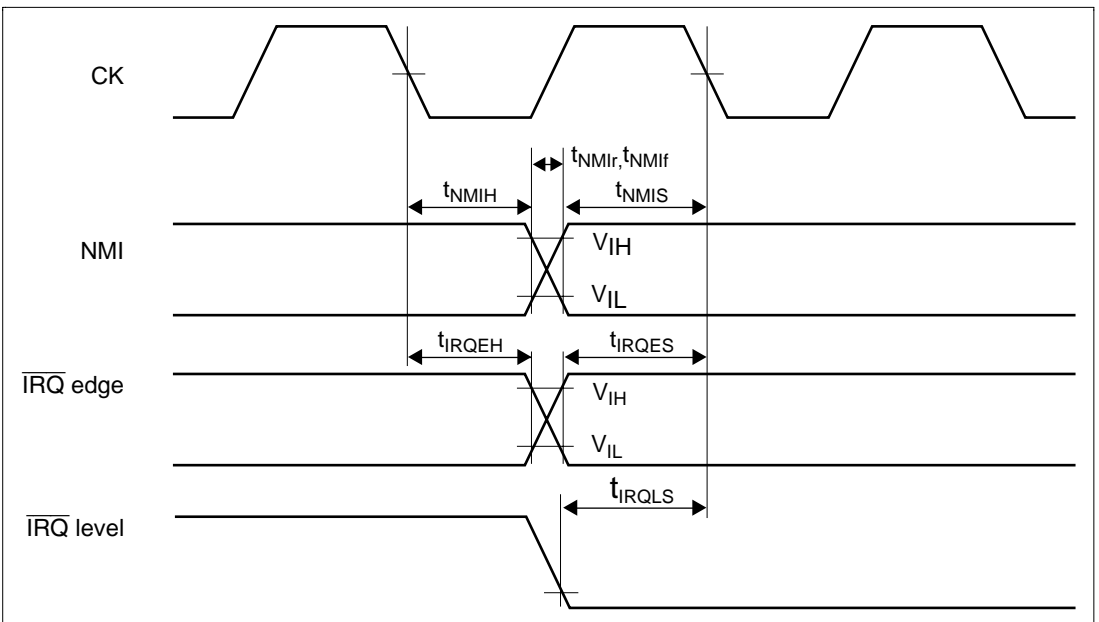 CK
tNMIr,tNMIf
tNMIH
tNMIS
NMI
VIH
VIL
tIRQEH
tIRQES
IRQ edge
VIH
VIL
tIRQLS
IRQ level